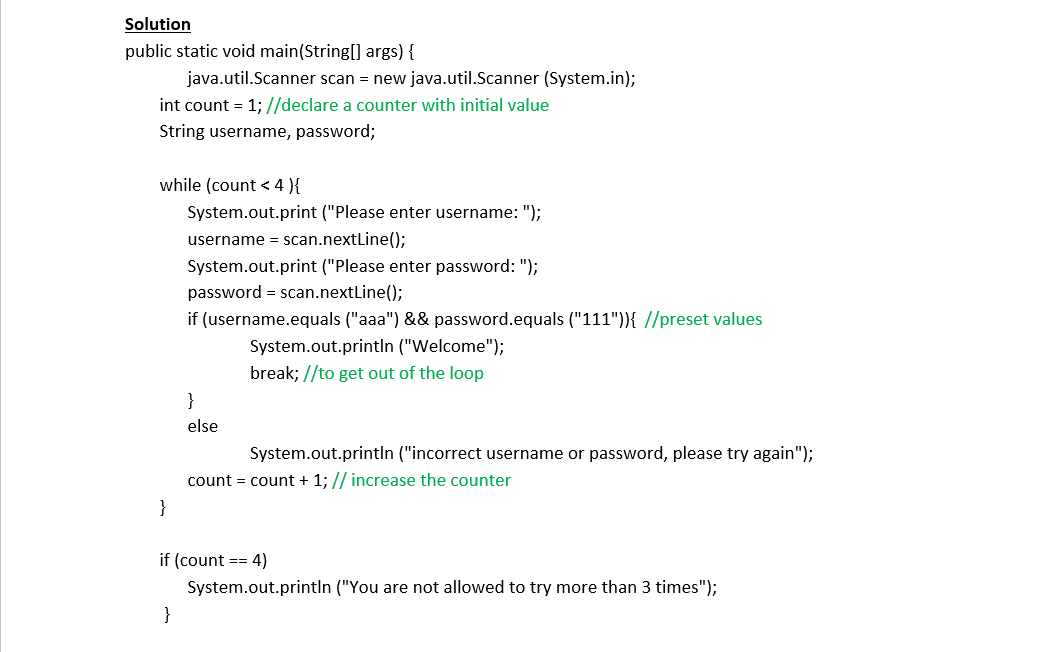 Solution
public static void main(String[] args) {
java.util.Scanner scan = new java.util.Scanner (System.in);
int count = 1; //declare a counter with initial value
String username, password;
while (count < 4 ){
System.out.print ("Please enter username: ");
username = scan.nextLine();
System.out.print ("Please enter password: ");
password = scan.nextLine();
if (username.equals ("aaa") && password.equals ("111")){ //preset values
System.out.println ("Welcome");
break; //to get out of the loop
}
else
System.out.println ("incorrect username or password, please try again");
count = count + 1; // increase the counter
}
if (count == 4)
System.out.println ("You are not allowed to try more than 3 times");
}